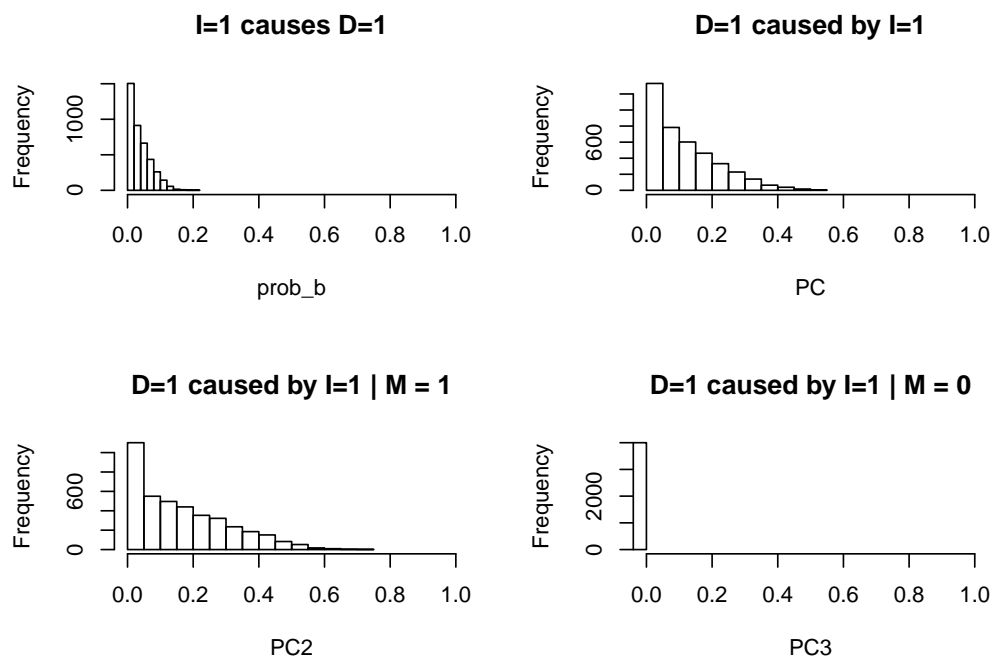 I=1 causes D=1
Frequency
0 1000
0.0 0.2 0.4 0.6 0.8 1.0
prob_b
D=1 caused by I=1
Frequency
0 600
0.0 0.2 0.4 0.6 0.8 1.0
PC
D=1 caused by I=1 | M = 1
Frequency
0 600
0.0 0.2 0.4 0.6 0.8 1.0
PC2
D=1 caused by I=1 | M = 0
Frequency
0 2000
0.0 0.2 0.4 0.6 0.8 1.0
PC3